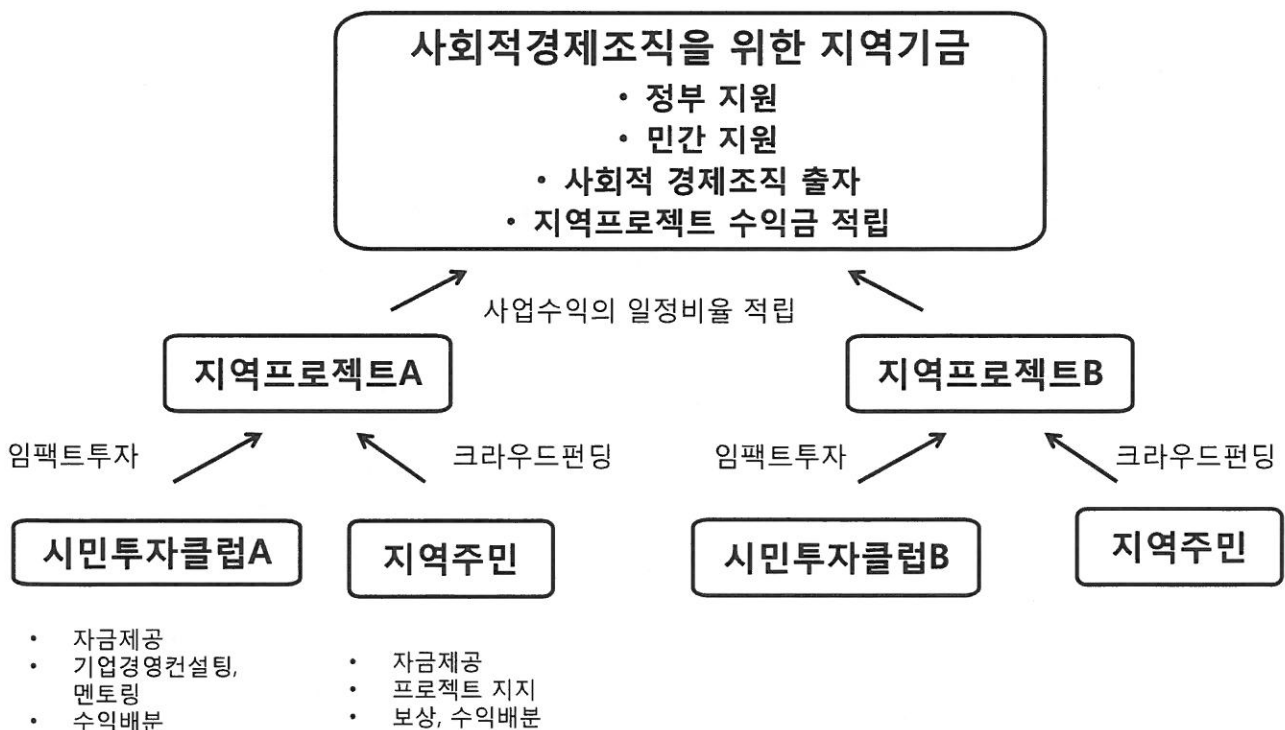 사회적경제조직을 위한 지역기금
• 정부 지원
• 민간 지원
• 사회적 경제조직 출자
• 지역프로젝트 수익금 적립
사업수익의 일정비율 적립
지역프로젝트A
지역프로젝트B
임팩트투자
크라우드펀딩
임팩트투자
크라우드펀딩
시민투자클럽A
지역주민
시민투자클럽B
지역주민
• 자금제공
• 기업경영컨설팅,
멘토링
• 수익배분
• 자금제공
• 프로젝트 지지
• 보상, 수익배분